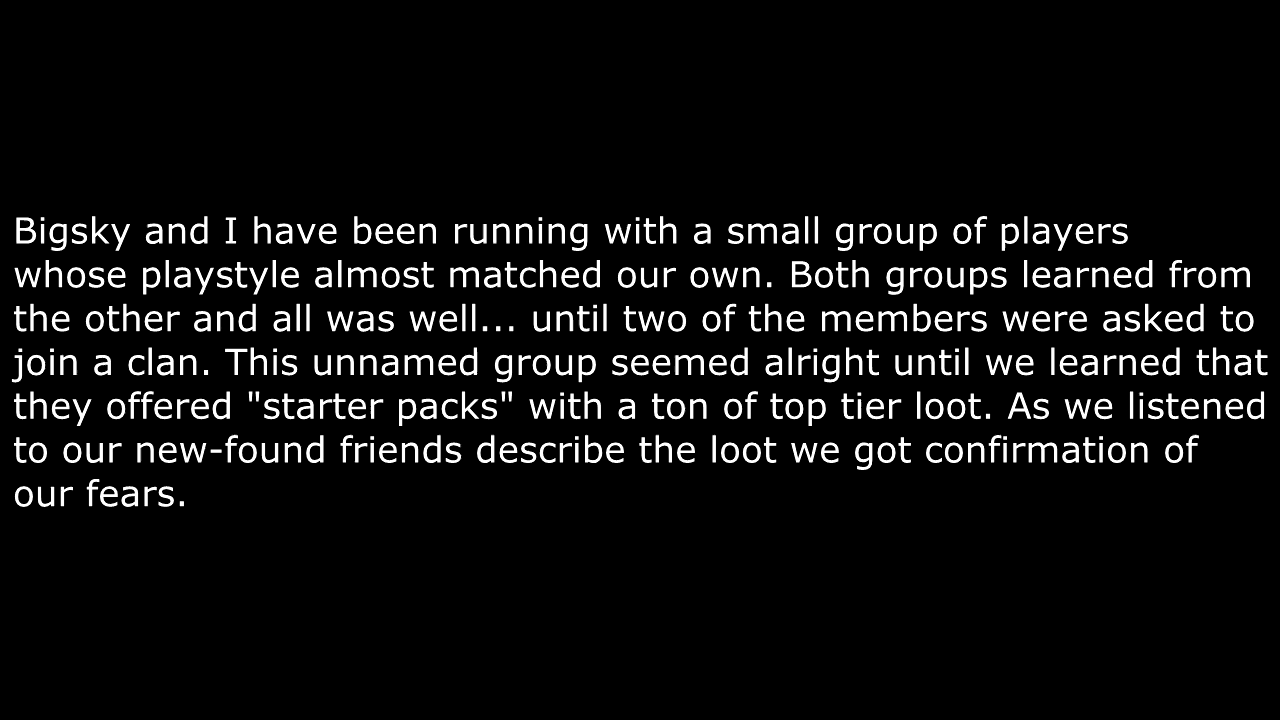 Bigsky and I have been running with a small group of players
whose playstyle almost matched our own. Both groups learned from
the other and all was well... until two of the members were asked to
join a clan. This unnamed group seemed alright until we learned that
they offered "starter packs" with a ton of top tier loot. As we listened
to our new-found friends describe the loot we got confirmation of
our fears.